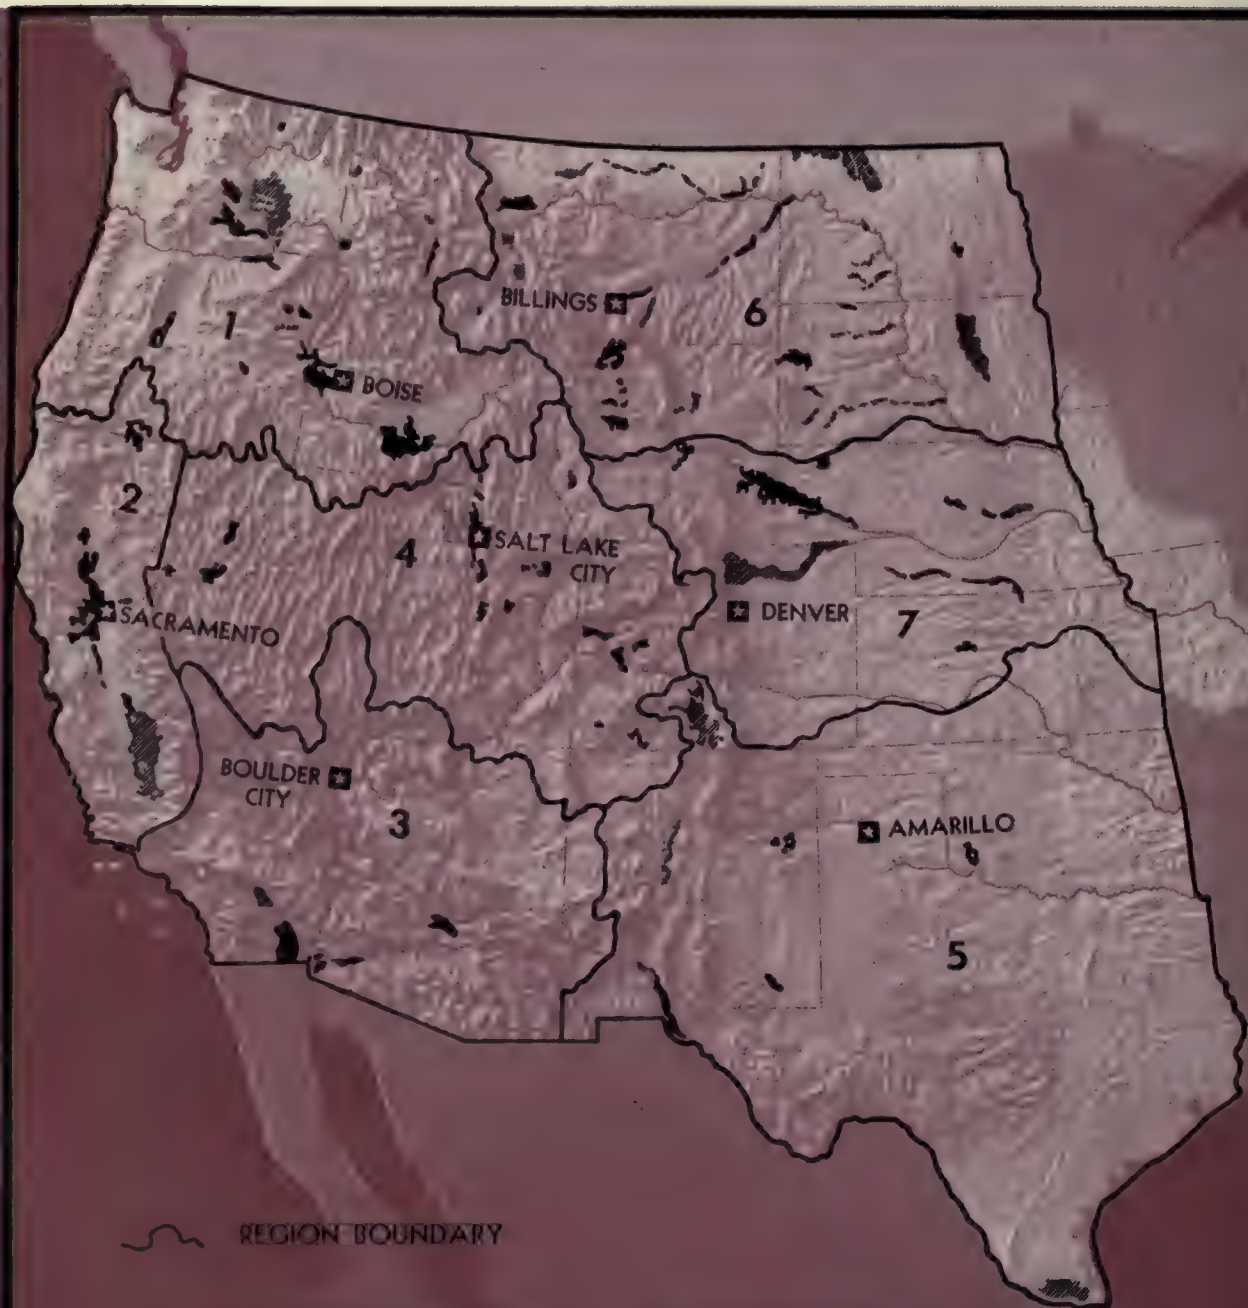 BILLINGS
6
1
BOISE
2
4
SALT LAKE
CITY
SACRAMENTO
DENVER
7
BOULDER
CITY
3
AMARILLO
5
REGION BOUNDARY